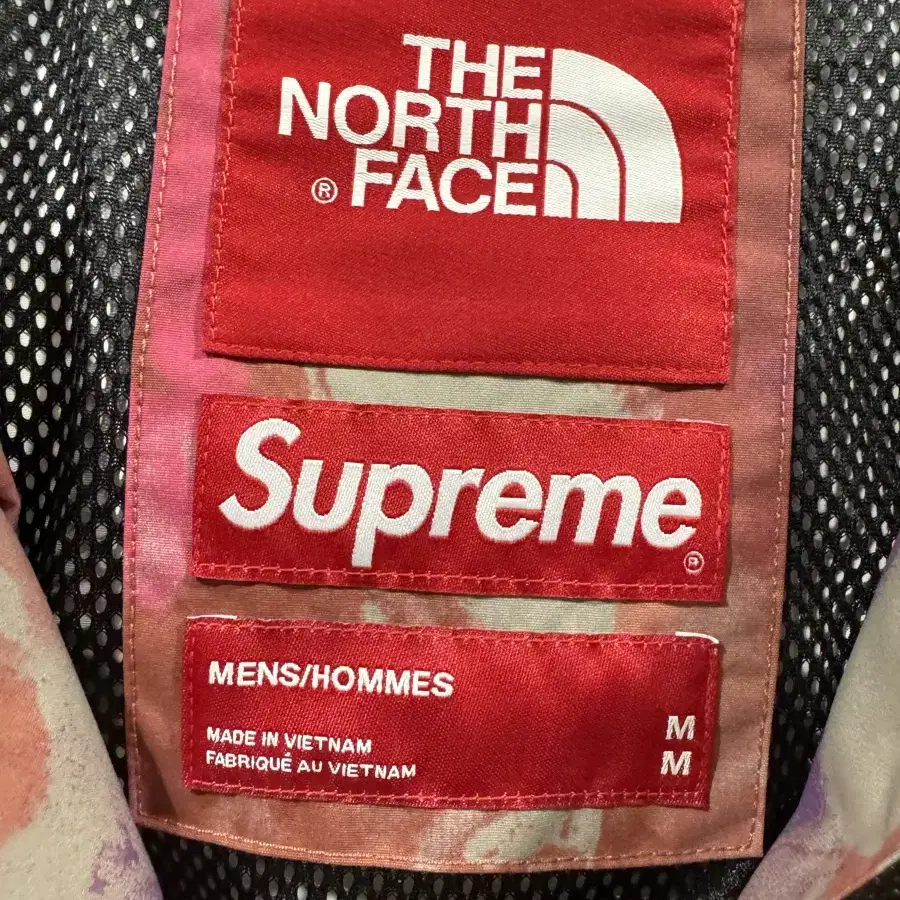 THE
NORTH
® FACE
Supreme
®
MENS/HOMMES
M
MADE IN VIETNAM
FABRIQUÉ AU VIETNAM M